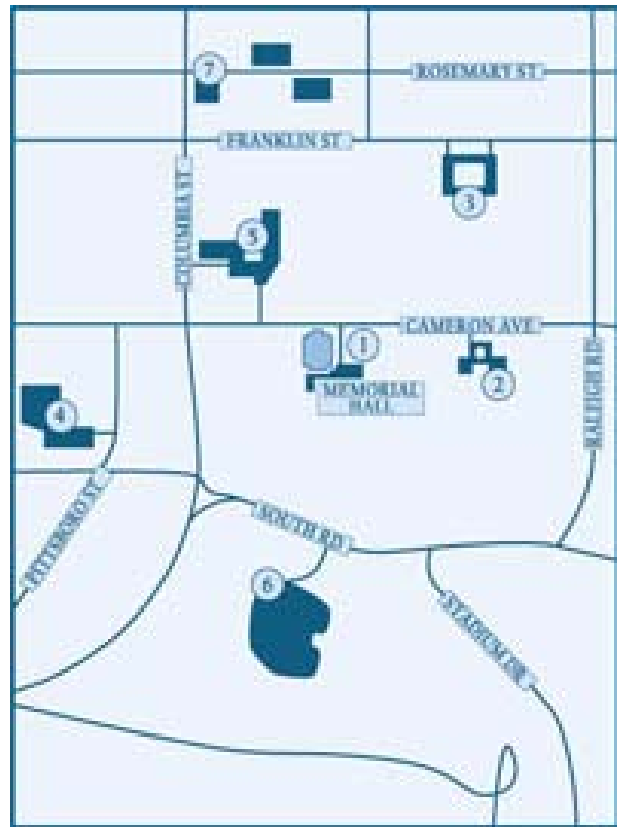 7
ROSEMARY ST
FRANKLIN ST
COLUMBIA ST
3
5
CAMERON AVE
1
2
MEMORIAL
HALL
RALEIGH RD
4
PITTSBORO ST
SOUTH RD
6
STADIUM DR